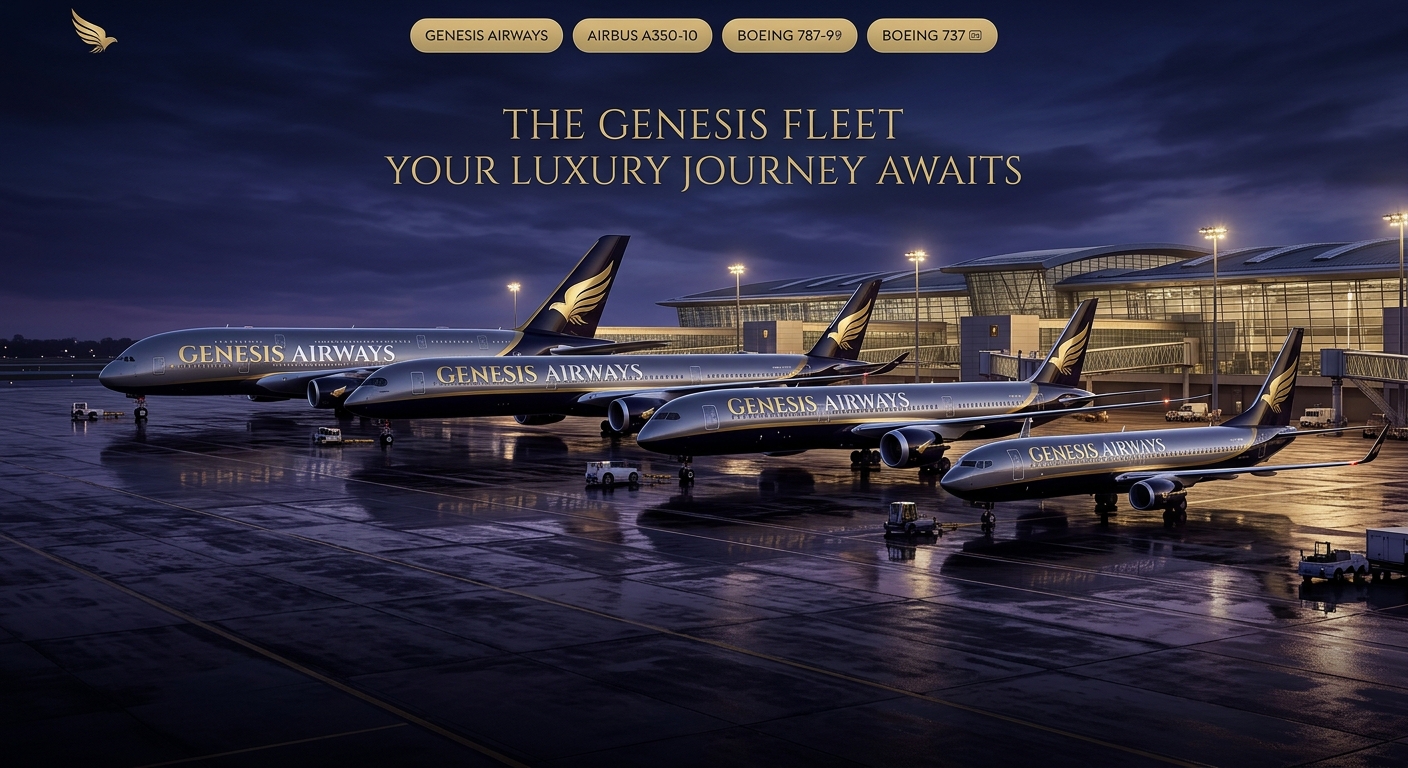 GENESIS AIRWAYS
AIRBUS A350-10
BOEING 787-99
BOEING 737
THE GENESIS FLEET
YOUR LUXURY JOURNEY AWAITS
GENESIS AIRWAYS
GENESIS AIRWAYS
GENESIS AIRWAYS
GENESIS AIRWAYS